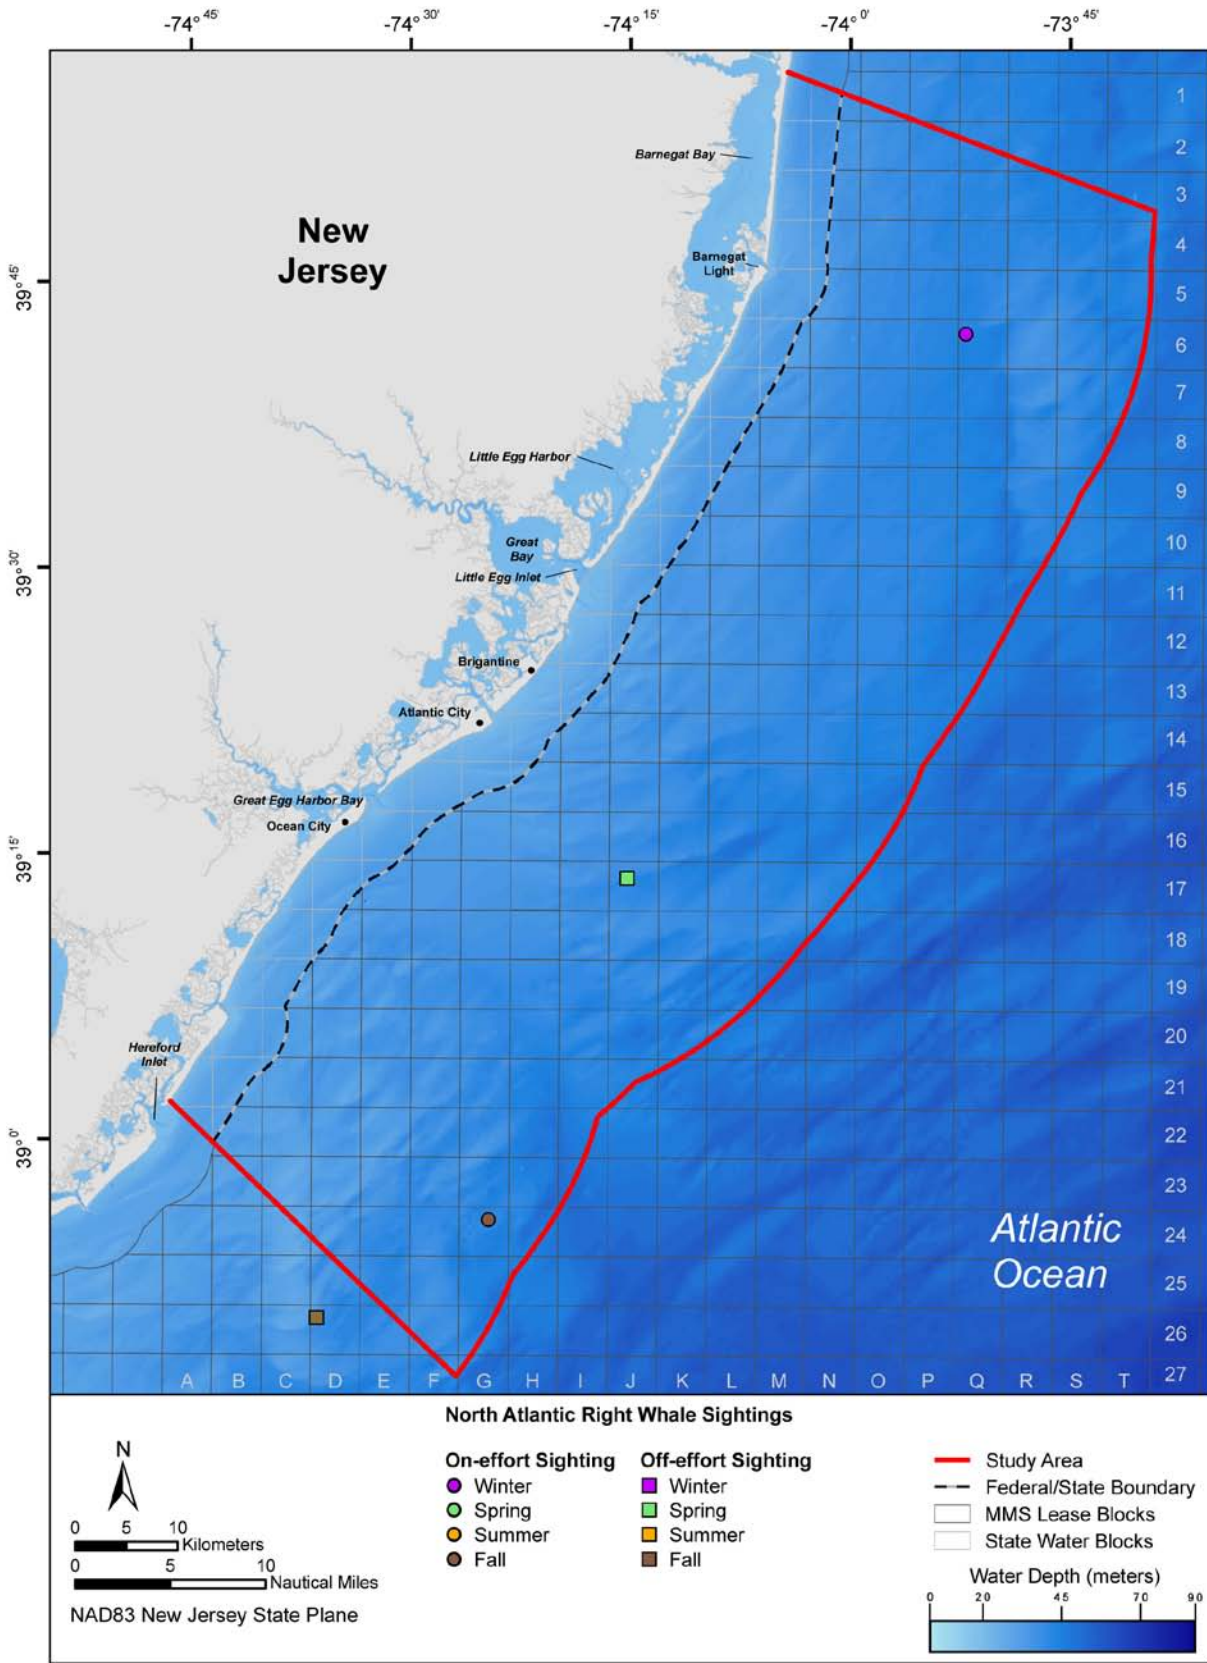 -74° 45'
-74° 30'
-74° 15'
-74° 0'
-73° 45'
39° 45'
39° 30'
39° 15'
39° 0'
1
2
3
4
5
6
7
8
9
10
11
12
13
14
15
16
17
18
19
20
21
22
23
24
25
26
27
Barnegat Bay
New
Jersey
Barnegat
Light
Little Egg Harbor
Great
Bay
Little Egg Inlet
Brigantine
Atlantic City
Great Egg Harbor Bay
Ocean City
Hereford
Inlet
Atlantic
Ocean
A B C D E F G H I J K L M N O P Q R S T
North Atlantic Right Whale Sightings
On-effort Sighting
Winter
Spring
Summer
Fall
Off-effort Sighting
Winter
Spring
Summer
Fall
Study Area
Federal/State Boundary
MMS Lease Blocks
State Water Blocks
Water Depth (meters)
0 20 45 70 90
N
0 5 10
Kilometers
0 5 10
Nautical Miles
NAD83 New Jersey State Plane